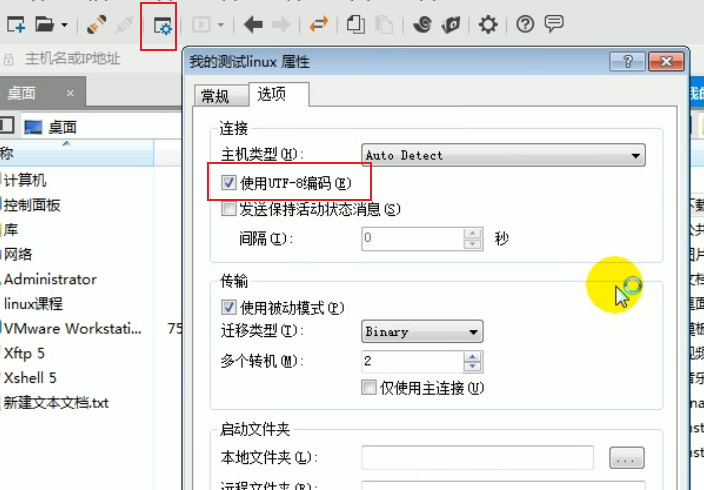 主机名或IP地址
我的测试linux 属性
桌面
×
常规
选项
桌面
连接
称
主机类型(H):
Auto Detect
计算机
使用UTF-8编码(E)
控制面板
发送保持活动状态消息(S)
库
间隔(I):
0
秒
网络
Administrator
传输
linux课程
使用被动模式(P)
VMware Workstati...
75
迁移类型(T):
Binary
Xftp 5
多个转机(M):
2
Xshell 5
仅使用主连接(U)
新建文本文档.txt
启动文件夹
本地文件夹(L):
...
远程文件夹(R):